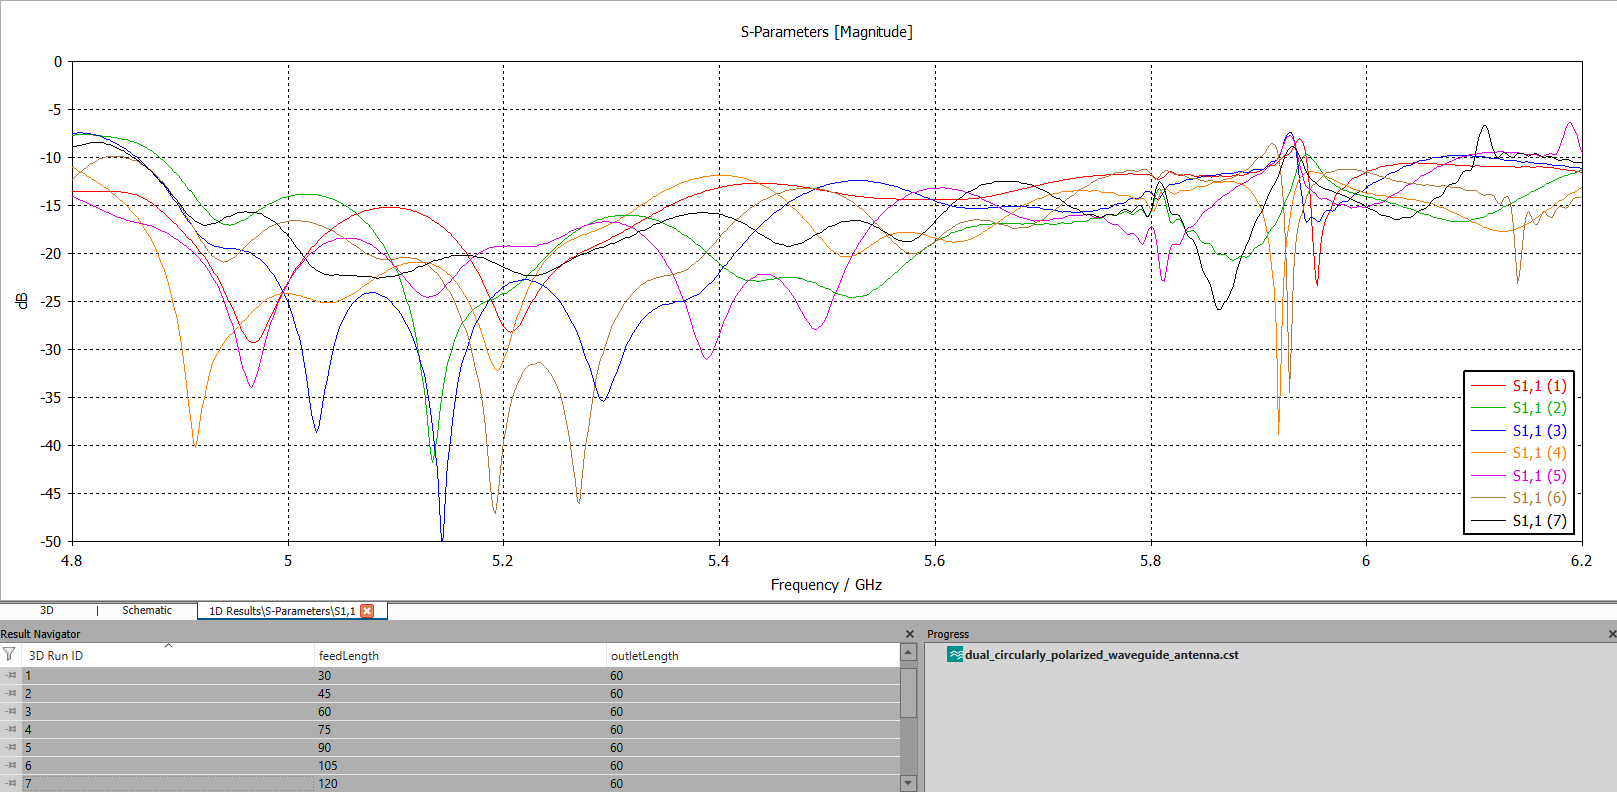 S-Parameters [Magnitude]
0
-5
-10
-15
-20
-25
-30
-35
-40
-45
-50
dB
4.8 5 5.2 5.4 5.6 5.8 6 6.2
Frequency / GHz
S1,1 (1)
S1,1 (2)
S1,1 (3)
S1,1 (4)
S1,1 (5)
S1,1 (6)
S1,1 (7)
3D | Schematic 1D Results\S-Parameters\S1,1
Result Navigator
3D Run ID feedLength outletLength
1 30 60
2 45 60
3 60 60
4 75 60
5 90 60
6 105 60
7 120 60
Progress
dual_circularly_polarized_waveguide_antenna.cst